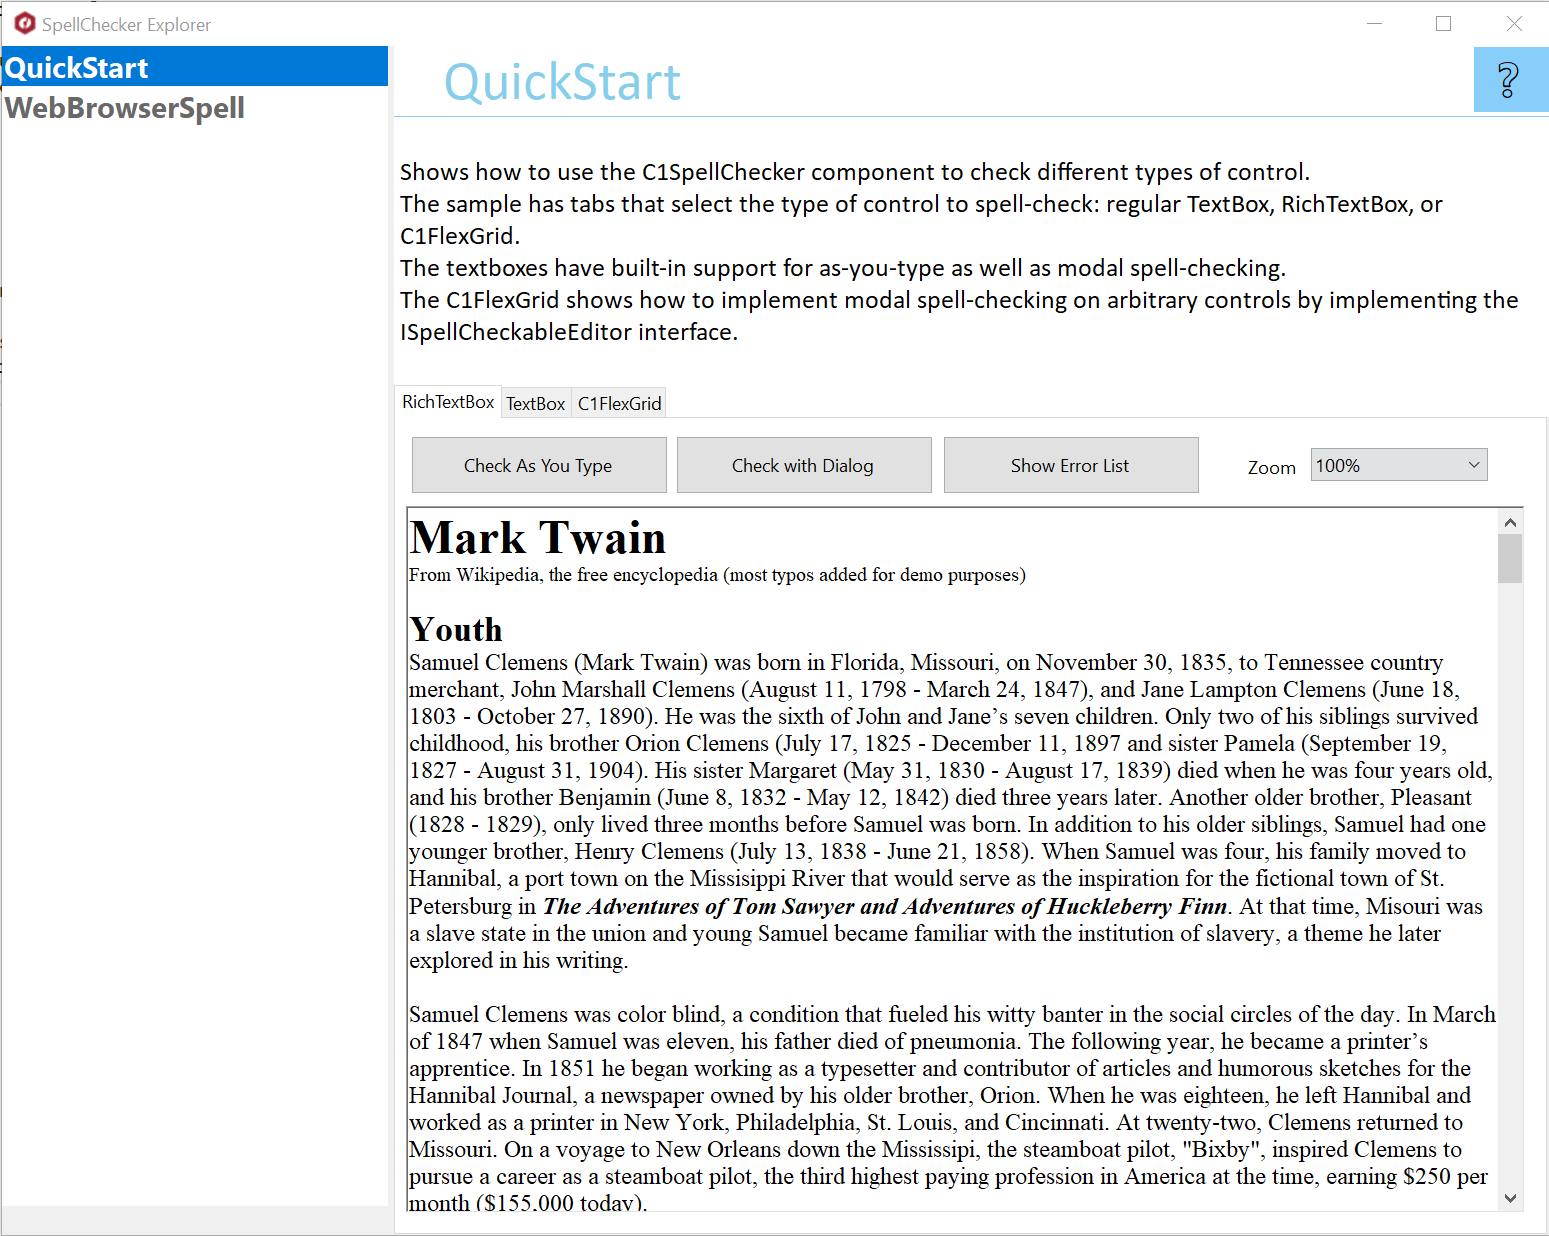 SpellChecker Explorer
QuickStart
WebBrowserSpell
QuickStart
?
Shows how to use the C1SpellChecker component to check different types of control.
The sample has tabs that select the type of control to spell-check: regular TextBox, RichTextBox, or
C1FlexGrid.
The textboxes have built-in support for as-you-type as well as modal spell-checking.
The C1FlexGrid shows how to implement modal spell-checking on arbitrary controls by implementing the
ISpellCheckableEditor interface.
RichTextBox TextBox C1FlexGrid
Check As You Type Check with Dialog Show Error List Zoom 100%
Mark Twain
From Wikipedia, the free encyclopedia (most typos added for demo purposes)
Youth
Samuel Clemens (Mark Twain) was born in Florida, Missouri, on November 30, 1835, to Tennessee country
merchant, John Marshall Clemens (August 11, 1798 - March 24, 1847), and Jane Lampton Clemens (June 18,
1803 - October 27, 1890). He was the sixth of John and Jane’s seven children. Only two of his siblings survived
childhood, his brother Orion Clemens (July 17, 1825 - December 11, 1897 and sister Pamela (September 19,
1827 - August 31, 1904). His sister Margaret (May 31, 1830 - August 17, 1839) died when he was four years old,
and his brother Benjamin (June 8, 1832 - May 12, 1842) died three years later. Another older brother, Pleasant
(1828 - 1829), only lived three months before Samuel was born. In addition to his older siblings, Samuel had one
younger brother, Henry Clemens (July 13, 1838 - June 21, 1858). When Samuel was four, his family moved to
Hannibal, a port town on the Missisippi River that would serve as the inspiration for the fictional town of St.
Petersburg in The Adventures of Tom Sawyer and Adventures of Huckleberry Finn. At that time, Misouri was
a slave state in the union and young Samuel became familiar with the institution of slavery, a theme he later
explored in his writing.
Samuel Clemens was color blind, a condition that fueled his witty banter in the social circles of the day. In March
of 1847 when Samuel was eleven, his father died of pneumonia. The following year, he became a printer’s
apprentice. In 1851 he began working as a typesetter and contributor of articles and humorous sketches for the
Hannibal Journal, a newspaper owned by his older brother, Orion. When he was eighteen, he left Hannibal and
worked as a printer in New York, Philadelphia, St. Louis, and Cincinnati. At twenty-two, Clemens returned to
Missouri. On a voyage to New Orleans down the Mississipi, the steamboat pilot, "Bixby", inspired Clemens to
pursue a career as a steamboat pilot, the third highest paying profession in America at the time, earning $250 per
month ($155,000 today).